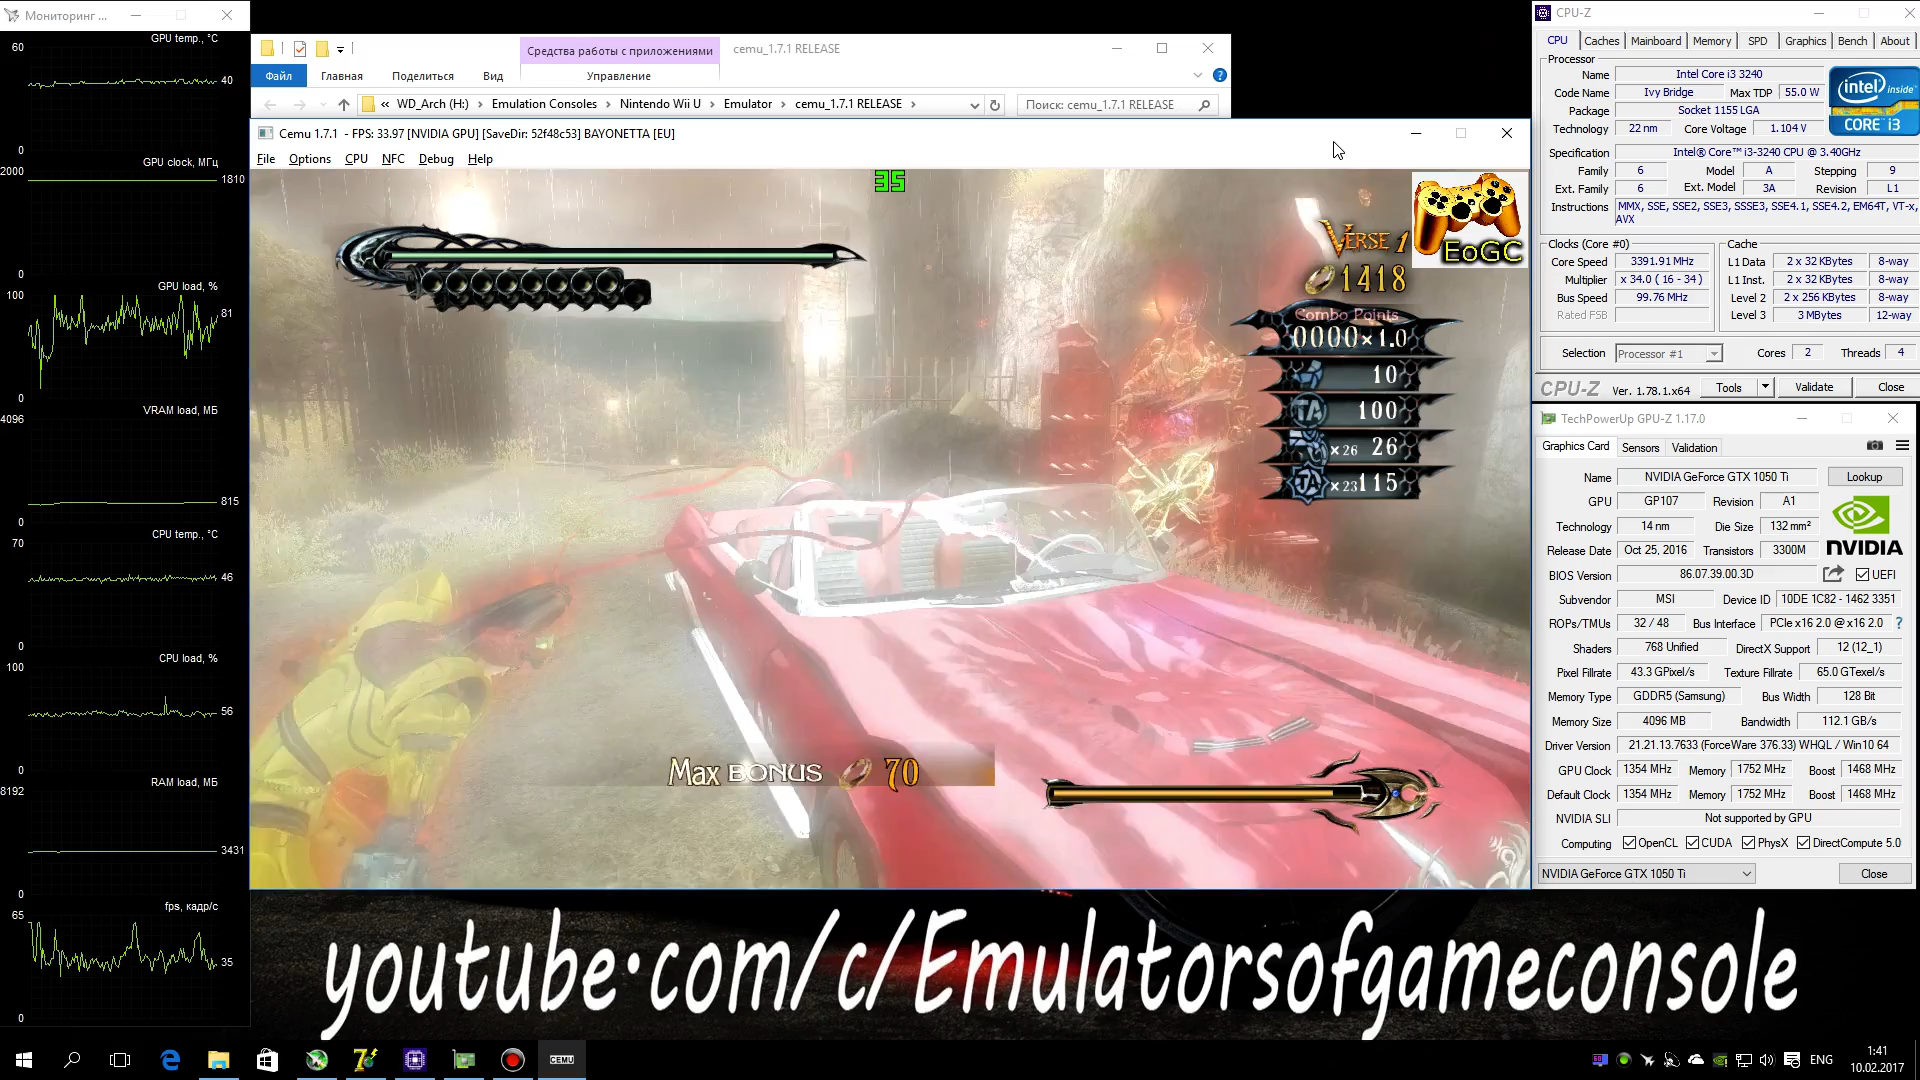 Мониторинг ...
GPU temp., °C
60
40
0
GPU clock, МГц
2000
1810
0
GPU load, %
100
81
0
VRAM load, МБ
4096
815
0
CPU temp., °C
70
46
0
CPU load, %
100
56
0
RAM load, МБ
8192
3431
0
fps, кадр/с
65
35
0
Средства работы с приложениями
cemu_1.7.1 RELEASE
Файл
Главная
Поделиться
Вид
Управление
« WD_Arch (H:) > Emulation Consoles > Nintendo Wii U > Emulator > cemu_1.7.1 RELEASE >
Поиск: cemu_1.7.1 RELEASE
Cemu 1.7.1 - FPS: 33.97 [NVIDIA GPU] [SaveDir: 52f48c53] BAYONETTA [EU]
File Options CPU NFC Debug Help
35
EoGC
VERSE 1
1418
Combo Points
0000×1.0
10
TA 100
×26 26
TA ×23 115
Max BONUS 70
CPU-Z
CPU Caches Mainboard Memory SPD Graphics Bench About
Processor
Name Intel Core i3 3240
Code Name Ivy Bridge Max TDP 55.0 W
Package Socket 1155 LGA
Technology 22 nm Core Voltage 1.104 V
intel inside™
CORE i3
Specification Intel® Core™ i3-3240 CPU @ 3.40GHz
Family 6 Model A Stepping 9
Ext. Family 6 Ext. Model 3A Revision L1
Instructions MMX, SSE, SSE2, SSE3, SSSE3, SSE4.1, SSE4.2, EM64T, VT-x,
AVX
Clocks (Core #0)
Core Speed 3391.91 MHz
Multiplier x 34.0 ( 16 - 34 )
Bus Speed 99.76 MHz
Rated FSB
Cache
L1 Data 2 x 32 KBytes 8-way
L1 Inst. 2 x 32 KBytes 8-way
Level 2 2 x 256 KBytes 8-way
Level 3 3 MBytes 12-way
Selection Processor #1 Cores 2 Threads 4
CPU-Z Ver. 1.78.1.x64 Tools Validate Close
TechPowerUp GPU-Z 1.17.0
Graphics Card Sensors Validation
Name NVIDIA GeForce GTX 1050 Ti Lookup
GPU GP107 Revision A1
Technology 14 nm Die Size 132 mm²
Release Date Oct 25, 2016 Transistors 3300M
NVIDIA
BIOS Version 86.07.39.00.3D UEFI
Subvendor MSI Device ID 10DE 1C82 - 1462 3351
ROPs/TMUs 32 / 48 Bus Interface PCIe x16 2.0 @ x16 2.0 ?
Shaders 768 Unified DirectX Support 12 (12_1)
Pixel Fillrate 43.3 GPixel/s Texture Fillrate 65.0 GTexel/s
Memory Type GDDR5 (Samsung) Bus Width 128 Bit
Memory Size 4096 MB Bandwidth 112.1 GB/s
Driver Version 21.21.13.7633 (ForceWare 376.33) WHQL / Win10 64
GPU Clock 1354 MHz Memory 1752 MHz Boost 1468 MHz
Default Clock 1354 MHz Memory 1752 MHz Boost 1468 MHz
NVIDIA SLI Not supported by GPU
Computing OpenCL CUDA PhysX DirectCompute 5.0
NVIDIA GeForce GTX 1050 Ti Close
youtube.com/c/Emulatorsofgameconsole
CEMU
ENG
1:41
10.02.2017